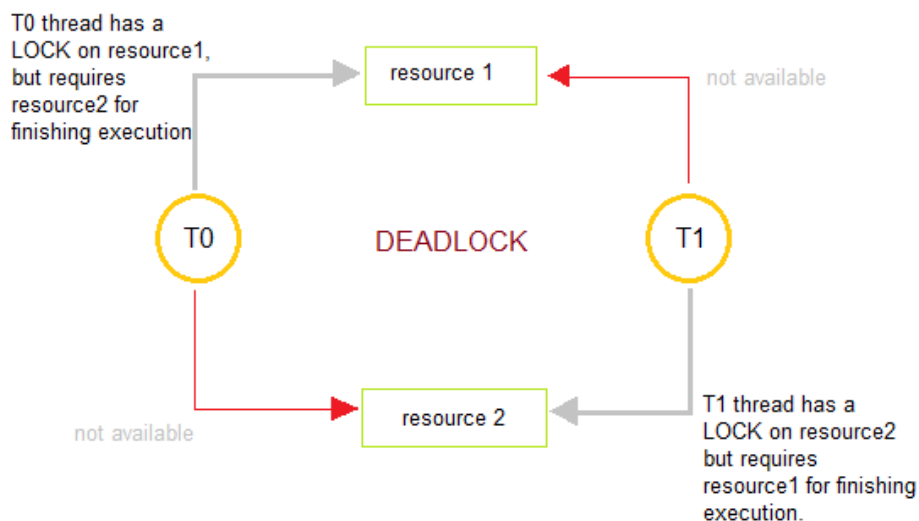 T0 thread has a
LOCK on resource1,
but requires
resource2 for
finishing execution
resource 1
not available
T0
DEADLOCK
T1
resource 2
not available
T1 thread has a
LOCK on resource2
but requires
resource1 for finishing
execution.